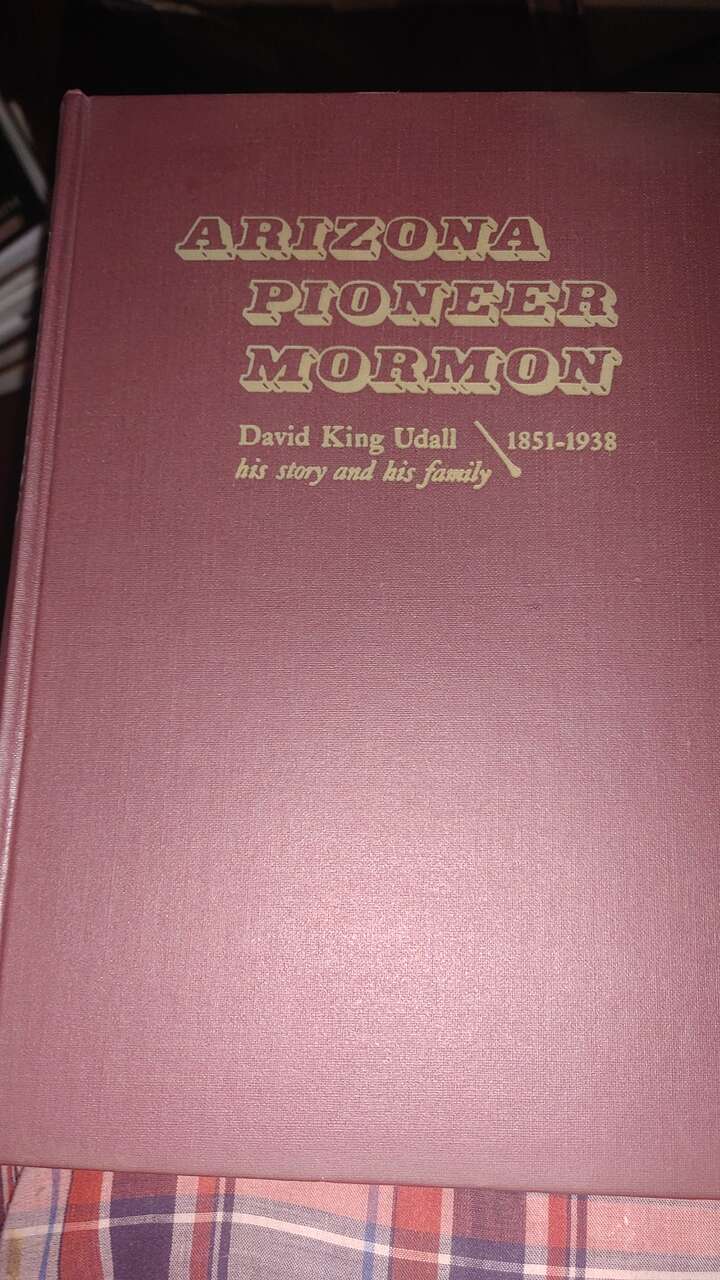 ARIZONA
PIONEER
MORMON
David King Udall 1851-1938
his story and his family